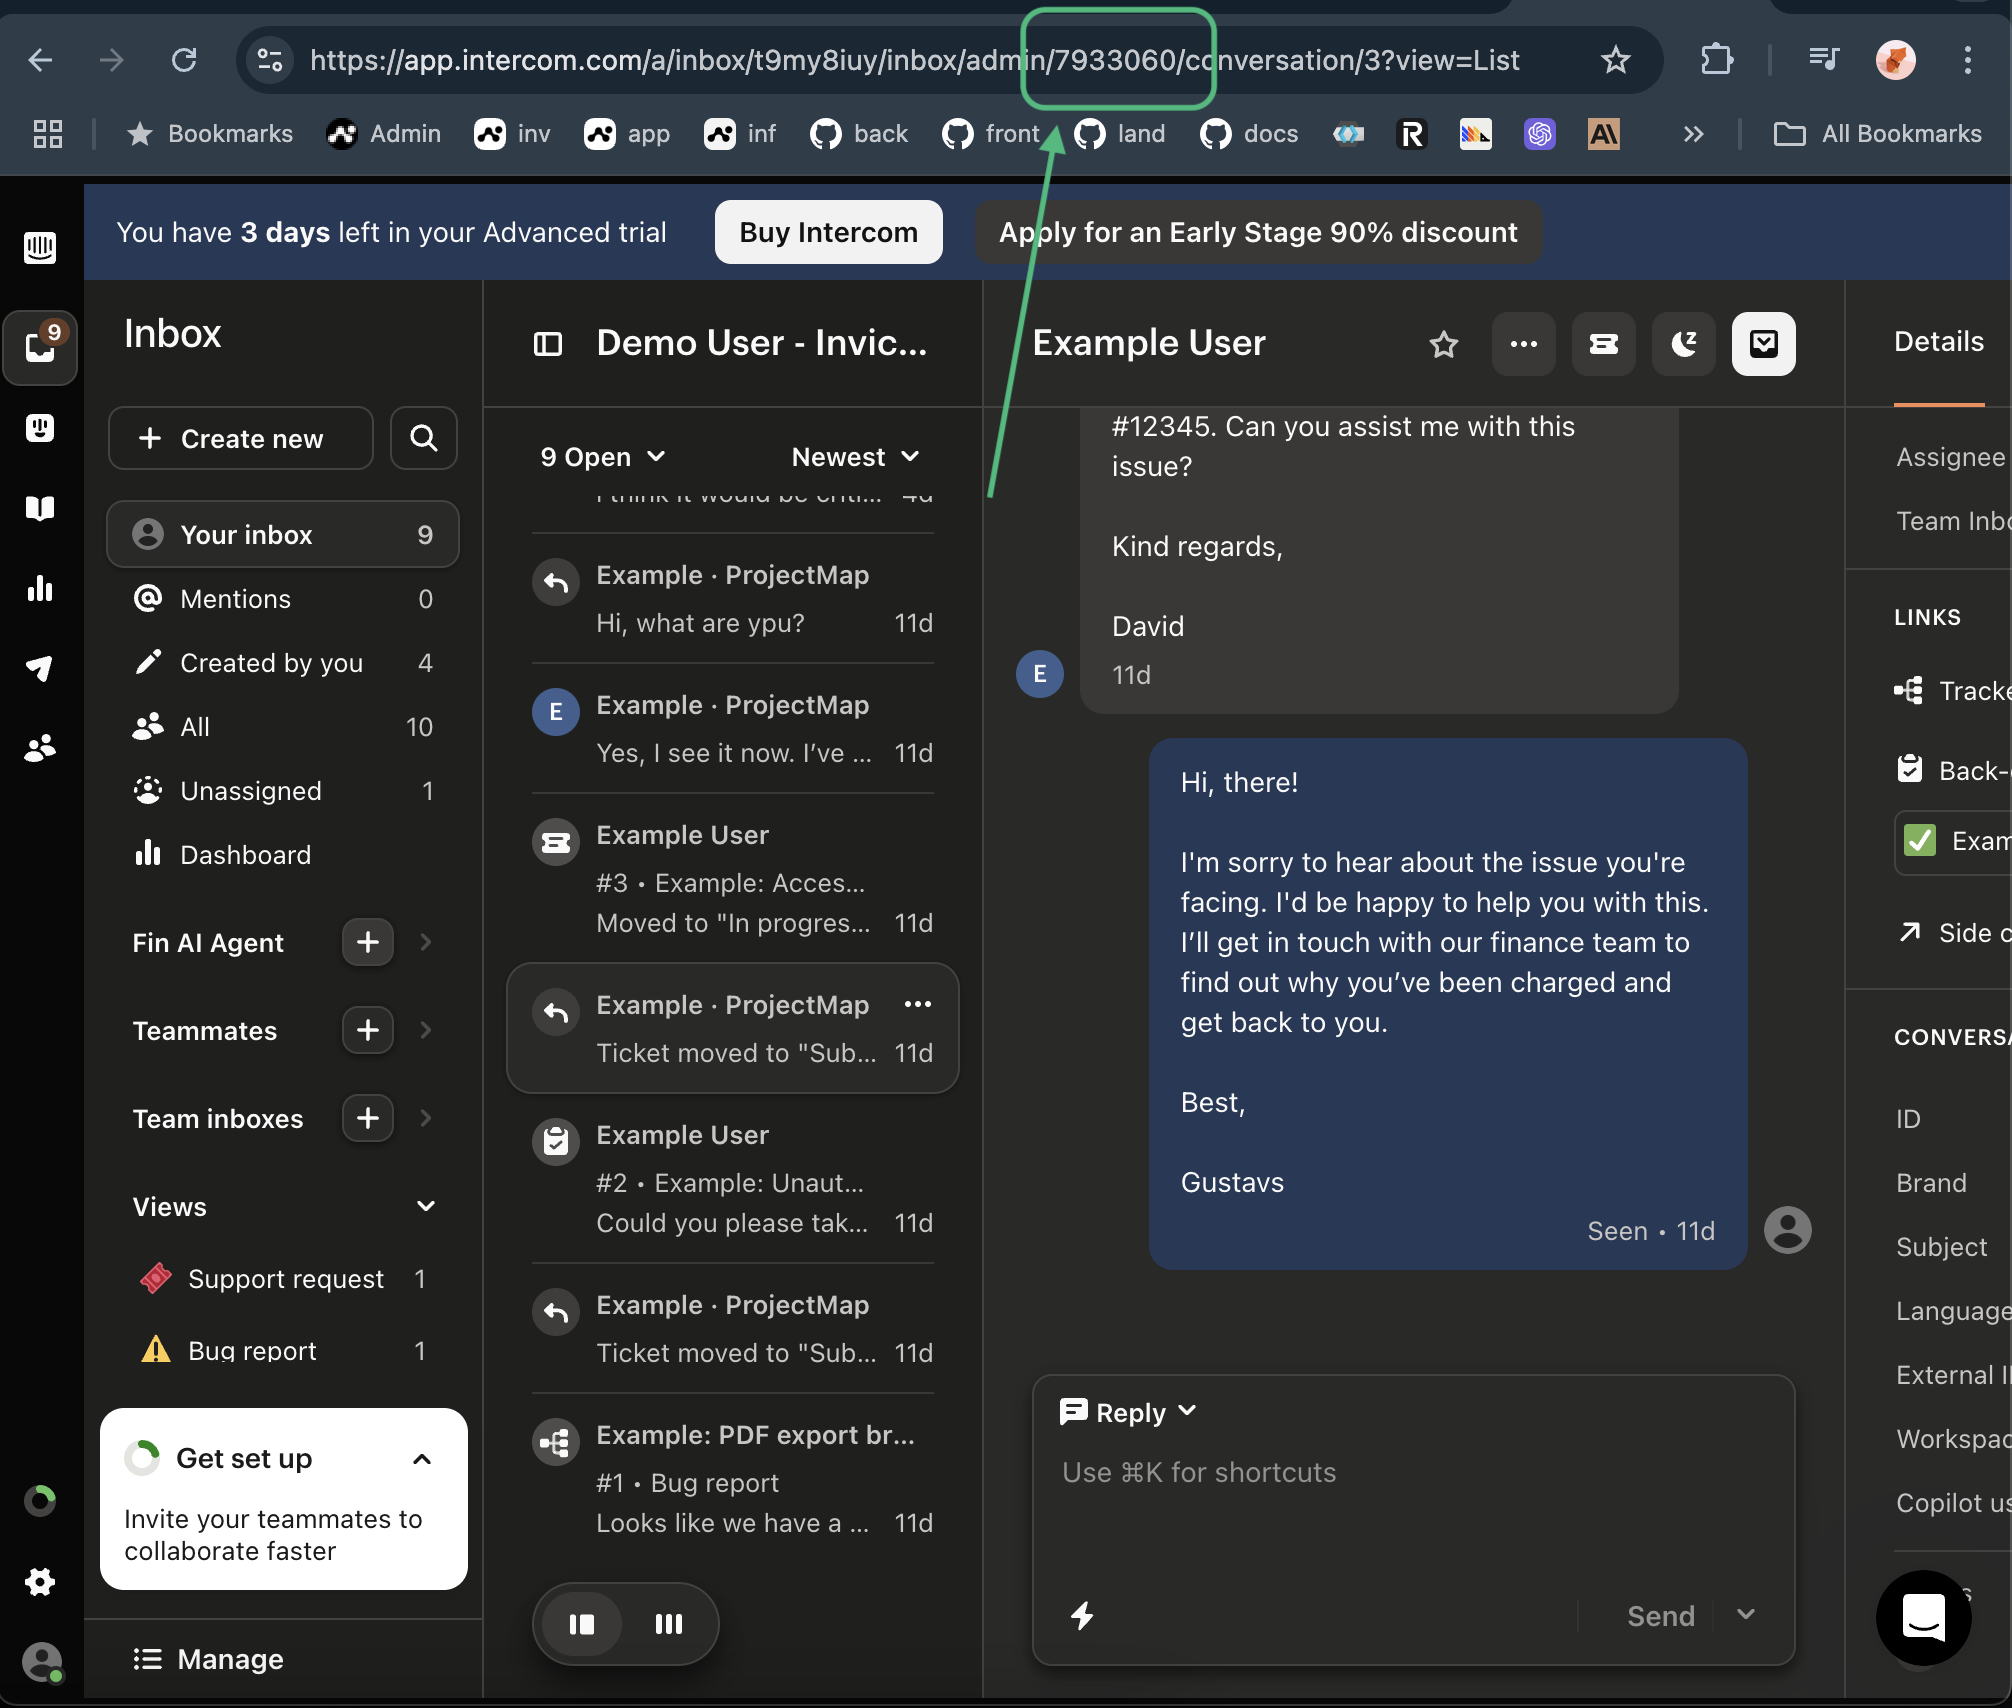 https://app.intercom.com/a/inbox/t9my8iuy/inbox/admin/7933060/conversation/3?view=List
Bookmarks
Admin
inv
app
inf
back
front
land
docs
All Bookmarks
You have 3 days left in your Advanced trial
Buy Intercom
Apply for an Early Stage 90% discount
9
Inbox
Create new
Your inbox 9
Mentions 0
Created by you 4
All 10
Unassigned 1
Dashboard
Fin AI Agent
Teammates
Team inboxes
Views
Support request 1
Bug report 1
Get set up
Invite your teammates to
collaborate faster
Manage
Demo User - Invic...
9 Open
Newest
I think it would be criti... 4d
Example · ProjectMap
Hi, what are ypu? 11d
E
Example · ProjectMap
Yes, I see it now. I've ... 11d
Example User
#3 • Example: Acces...
Moved to "In progres... 11d
Example · ProjectMap
Ticket moved to "Sub... 11d
Example User
#2 • Example: Unaut...
Could you please tak... 11d
Example · ProjectMap
Ticket moved to "Sub... 11d
Example: PDF export br...
#1 • Bug report
Looks like we have a ... 11d
Example User
#12345. Can you assist me with this
issue?
Kind regards,
David
11d
E
Hi, there!
I'm sorry to hear about the issue you're
facing. I'd be happy to help you with this.
I’ll get in touch with our finance team to
find out why you’ve been charged and
get back to you.
Best,
Gustavs
Seen • 11d
Reply
Use ⌘K for shortcuts
Send
Details
Assignee
Team Inbo
LINKS
Tracke
Back-
Exam
Side c
CONVERSA
ID
Brand
Subject
Language
External I
Workspac
Copilot us